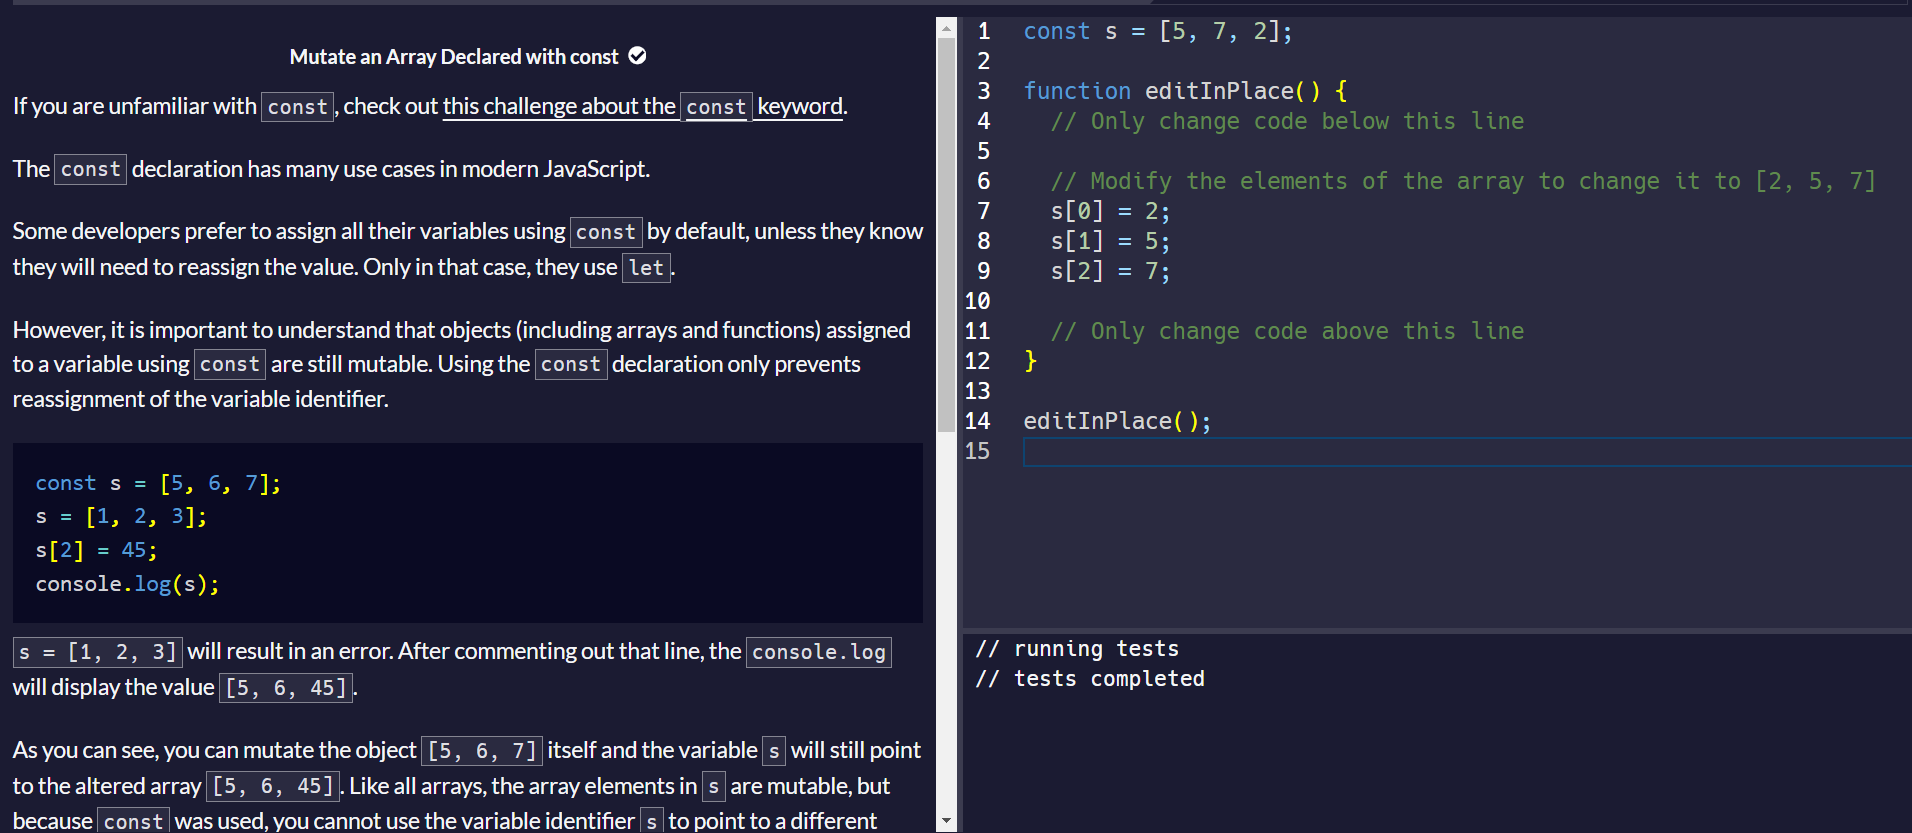 Mutate an Array Declared with const
If you are unfamiliar with const, check out this challenge about the const keyword.
The const declaration has many use cases in modern JavaScript.
Some developers prefer to assign all their variables using const by default, unless they know
they will need to reassign the value. Only in that case, they use let.
However, it is important to understand that objects (including arrays and functions) assigned
to a variable using const are still mutable. Using the const declaration only prevents
reassignment of the variable identifier.
const s = [5, 6, 7];
s = [1, 2, 3];
s[2] = 45;
console.log(s);
s = [1, 2, 3] will result in an error. After commenting out that line, the console.log
will display the value [5, 6, 45].
As you can see, you can mutate the object [5, 6, 7] itself and the variable s will still point
to the altered array [5, 6, 45]. Like all arrays, the array elements in s are mutable, but
because const was used, you cannot use the variable identifier s to point to a different
1 const s = [5, 7, 2];
2
3 function editInPlace() {
4 // Only change code below this line
5
6 // Modify the elements of the array to change it to [2, 5, 7]
7 s[0] = 2;
8 s[1] = 5;
9 s[2] = 7;
10
11 // Only change code above this line
12 }
13
14 editInPlace();
15
// running tests
// tests completed